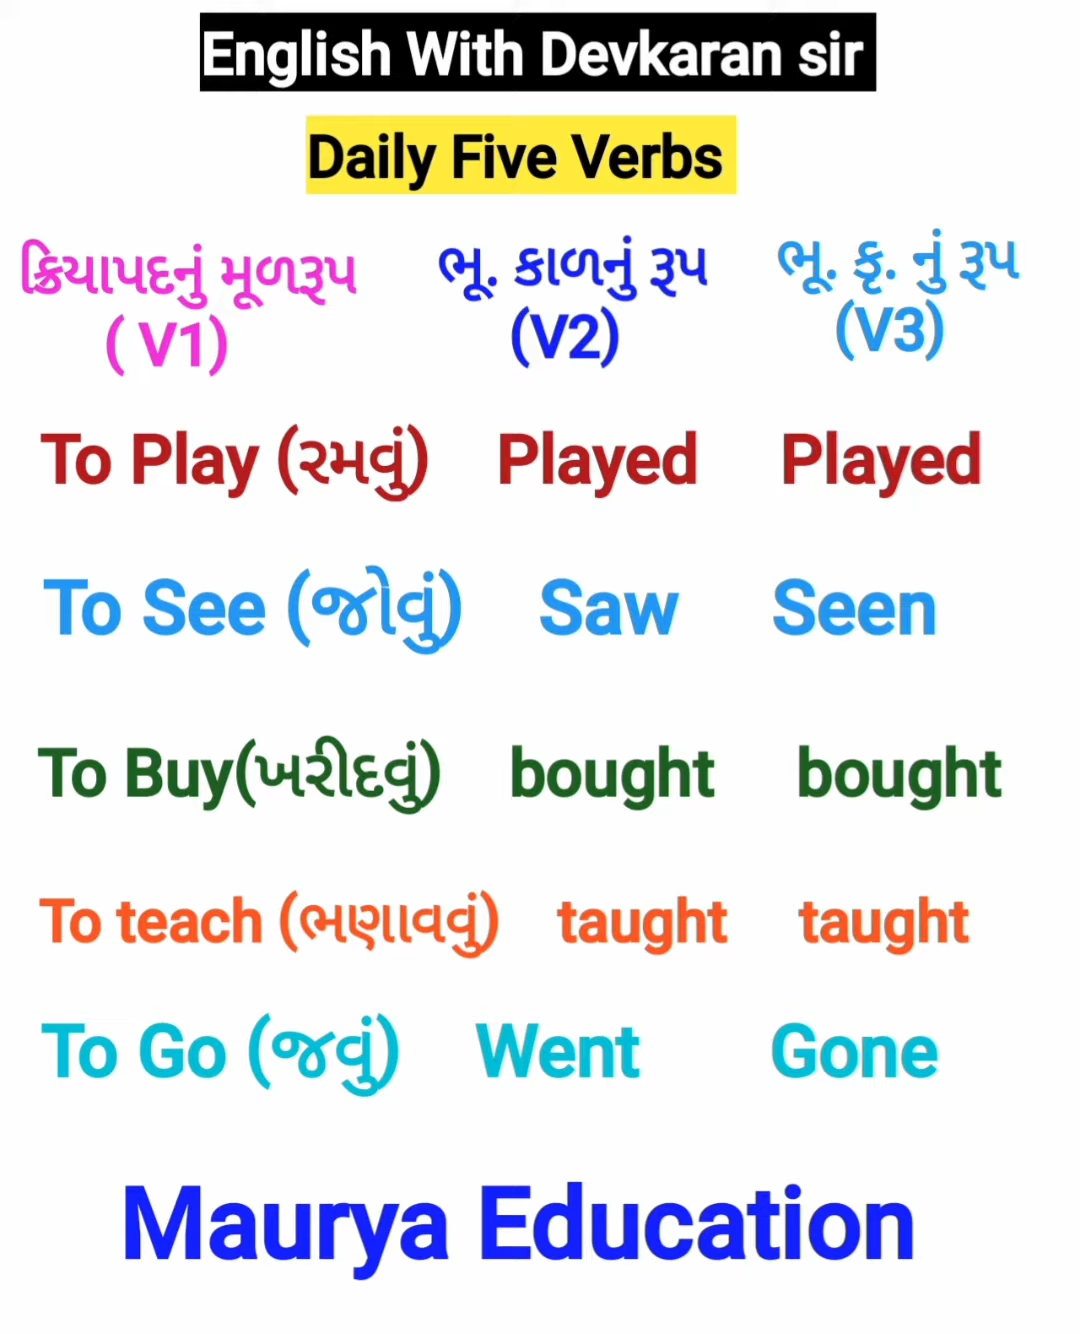 English With Devkaran sir
Daily Five Verbs
ક્રિયાપદનું મૂળરૂપ ભૂ. કાળનું રૂપ ભૂ. કૃ. નું રૂપ
( V1) (V2) (V3)
To Play (રમવું) Played Played
To See (જોવું) Saw Seen
To Buy(ખરીદવું) bought bought
To teach (ભણાવવું) taught taught
To Go (જવું) Went Gone
Maurya Education